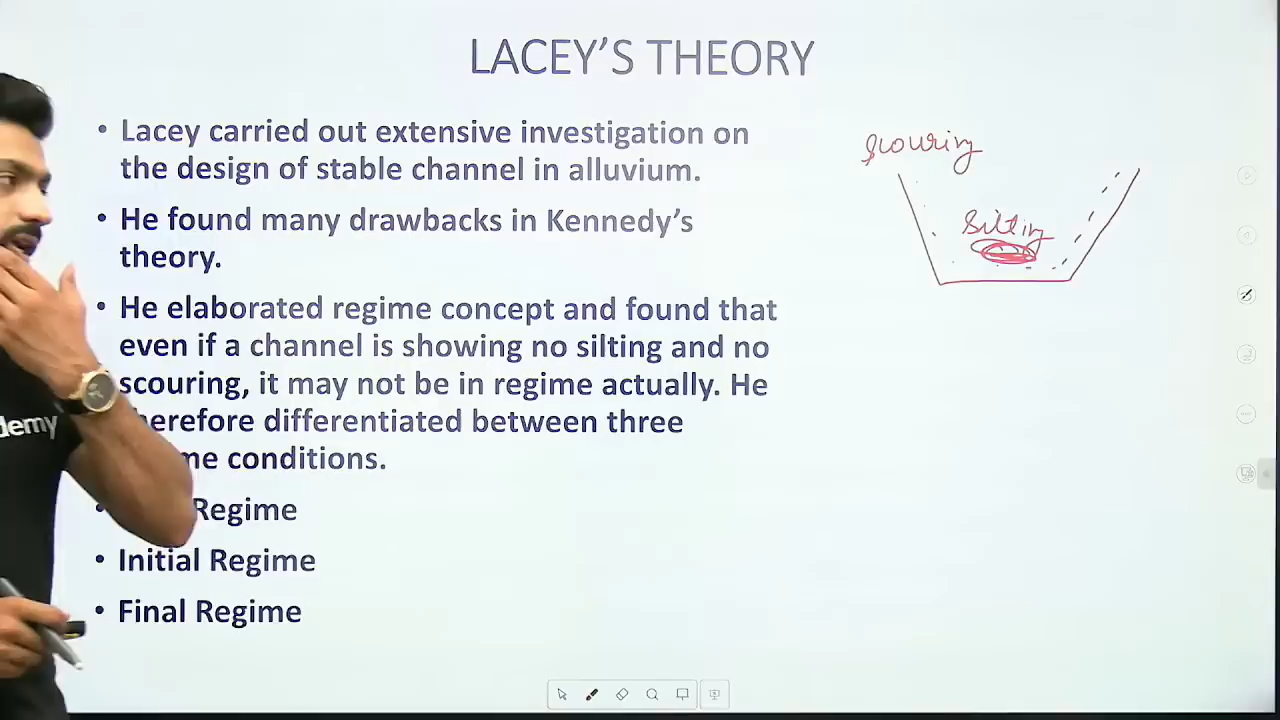 LACEY'S THEORY
• Lacey carried out extensive investigation on
the design of stable channel in alluvium.
• He found many drawbacks in Kennedy's
theory.
• He elaborated regime concept and found that
even if a channel is showing no silting and no
scouring, it may not be in regime actually. He
herefore differentiated between three
me conditions.
• Regime
• Initial Regime
• Final Regime
scouring
Silting
demy